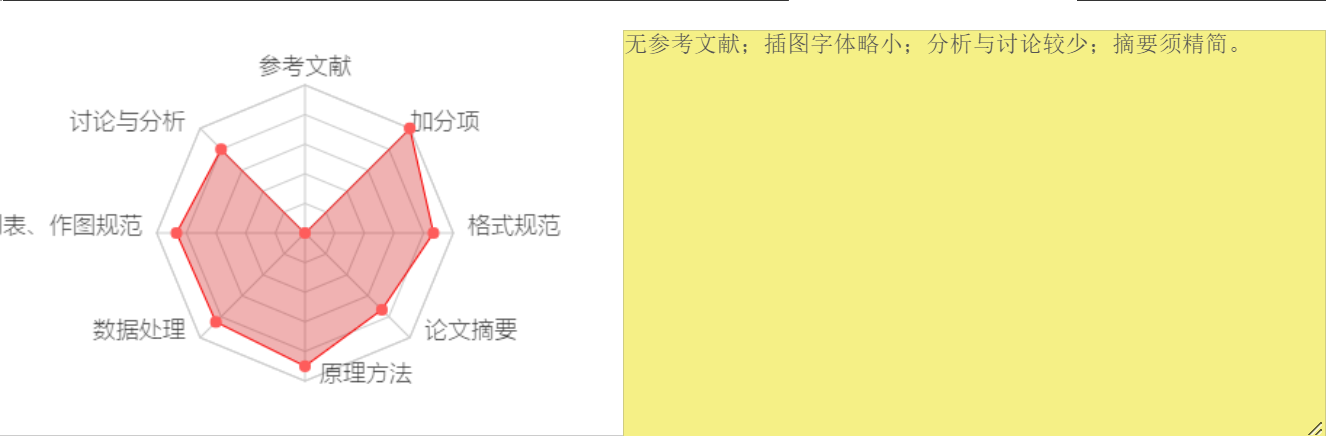 无参考文献；插图字体略小；分析与讨论较少；摘要须精简。
参考文献
讨论与分析
加分项
表、作图规范
格式规范
数据处理
论文摘要
原理方法